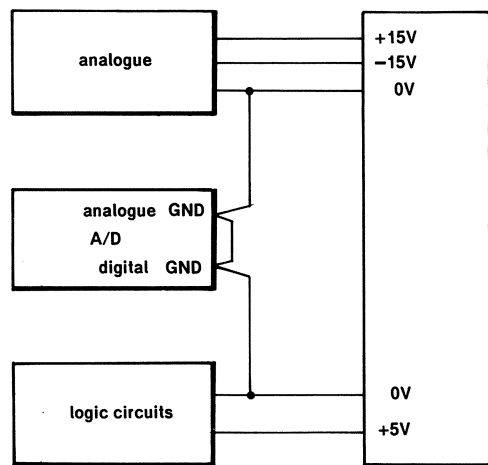 analogue
+15V
−15V
0V
analogue GND
A/D
digital GND
logic circuits
0V
+5V